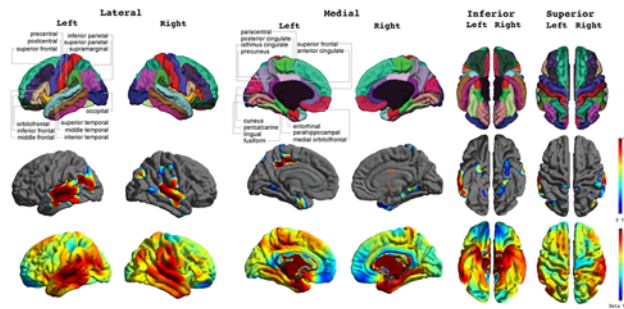 Lateral
Medial
Inferior
Superior
Left
Right
Left
Right
Left Right
Left Right
precentral
postcentral
superior frontal
inferior parietal
superior parietal
supramarginal
paracentral
posterior cingulate
isthmus cingulate
precuneus
superior frontal
anterior cingulate
occipital
orbitofrontal
inferior frontal
middle frontal
superior temporal
middle temporal
inferior temporal
cuneus
pericalcarine
lingual
fusiform
entorhinal
parahippocampal
medial orbitofrontal